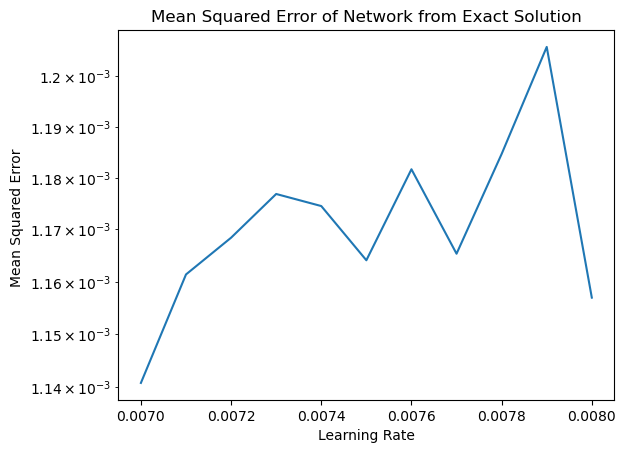 Mean Squared Error of Network from Exact Solution
Mean Squared Error
1.2 × 10⁻³
1.19 × 10⁻³
1.18 × 10⁻³
1.17 × 10⁻³
1.16 × 10⁻³
1.15 × 10⁻³
1.14 × 10⁻³
0.0070 0.0072 0.0074 0.0076 0.0078 0.0080
Learning Rate